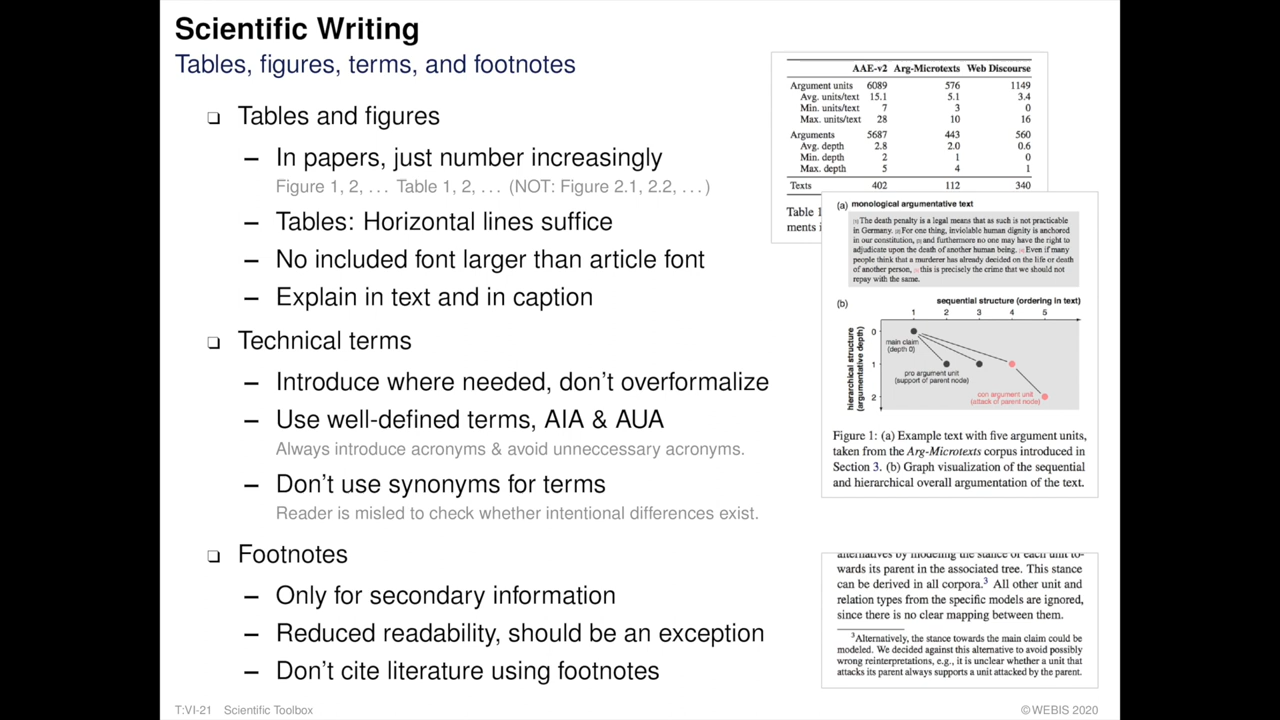 Scientific Writing
Tables, figures, terms, and footnotes
❑ Tables and figures
– In papers, just number increasingly
Figure 1, 2, . . . Table 1, 2, . . . (NOT: Figure 2.1, 2.2, . . . )
– Tables: Horizontal lines suffice
– No included font larger than article font
– Explain in text and in caption
❑ Technical terms
– Introduce where needed, don't overformalize
– Use well-defined terms, AIA & AUA
Always introduce acronyms & avoid unneccessary acronyms.
– Don't use synonyms for terms
Reader is misled to check whether intentional differences exist.
❑ Footnotes
– Only for secondary information
– Reduced readability, should be an exception
– Don't cite literature using footnotes
AAE-v2 Arg-Microtexts Web Discourse
Argument units 6089 576 1149
Avg. units/text 15.1 5.1 3.4
Min. units/text 7 3 0
Max. units/text 28 10 16
Arguments 5687 443 560
Avg. depth 2.8 2.0 0.6
Min. depth 2 1 0
Max. depth 5 4 1
Texts 402 112 340
Table 1
ments i
(a) monological argumentative text
[1] The death penalty is a legal means that as such is not practicable
in Germany. [2] For one thing, inviolable human dignity is anchored
in our constitution, [3] and furthermore no one may have the right to
adjudicate upon the death of another human being. [4] Even if many
people think that a murderer has already decided on the life or death
of another person, [5] this is precisely the crime that we should not
repay with the same.
(b) sequential structure (ordering in text)
1 2 3 4 5
hierarchical structure
(argumentative depth)
0
main claim
(depth 0)
1
pro argument unit
(support of parent node)
con argument unit
2
(attack of parent node)
Figure 1: (a) Example text with five argument units,
taken from the Arg-Microtexts corpus introduced in
Section 3. (b) Graph visualization of the sequential
and hierarchical overall argumentation of the text.
alternatives by modeling the stance of each unit to-
wards its parent in the associated tree. This stance
can be derived in all corpora.3 All other unit and
relation types from the specific models are ignored,
since there is no clear mapping between them.
3Alternatively, the stance towards the main claim could be
modeled. We decided against this alternative to avoid possibly
wrong reinterpretations, e.g., it is unclear whether a unit that
attacks its parent always supports a unit attacked by the parent.
T:VI-21 Scientific Toolbox
©WEBIS 2020